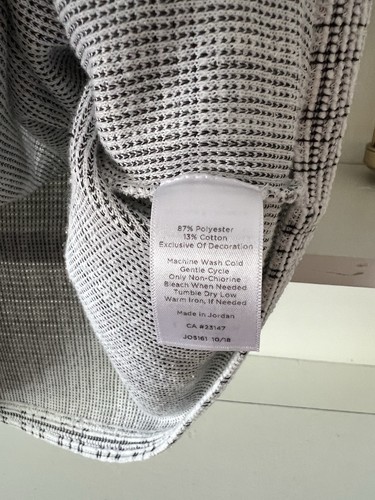 87% Polyester
13% Cotton
Exclusive Of Decoration
Machine Wash Cold
Gentle Cycle
Only Non-Chlorine
Bleach When Needed
Tumble Dry Low
Warm Iron, If Needed
Made in Jordan
CA #33147
JO5161 10/18